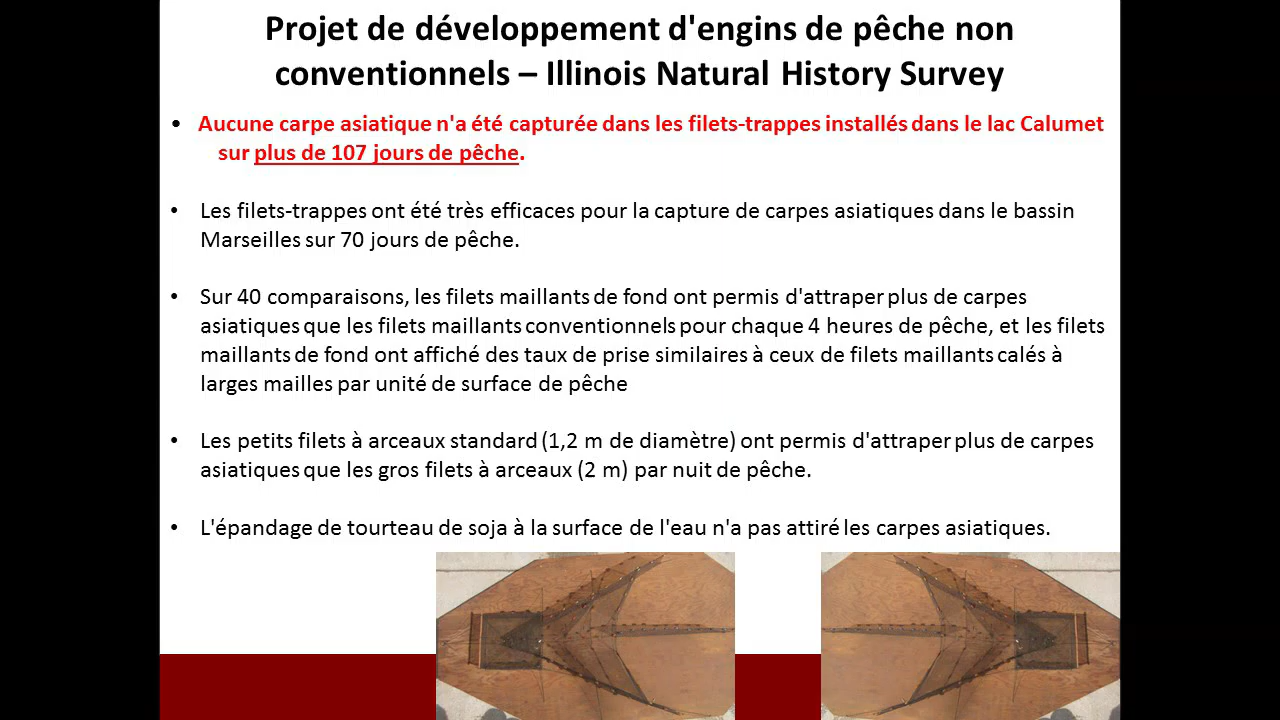 Projet de développement d'engins de pêche non
conventionnels – Illinois Natural History Survey
• Aucune carpe asiatique n'a été capturée dans les filets-trappes installés dans le lac Calumet
sur plus de 107 jours de pêche.
• Les filets-trappes ont été très efficaces pour la capture de carpes asiatiques dans le bassin
Marseilles sur 70 jours de pêche.
• Sur 40 comparaisons, les filets maillants de fond ont permis d'attraper plus de carpes
asiatiques que les filets maillants conventionnels pour chaque 4 heures de pêche, et les filets
maillants de fond ont affiché des taux de prise similaires à ceux de filets maillants calés à
larges mailles par unité de surface de pêche
• Les petits filets à arceaux standard (1,2 m de diamètre) ont permis d'attraper plus de carpes
asiatiques que les gros filets à arceaux (2 m) par nuit de pêche.
• L'épandage de tourteau de soja à la surface de l'eau n'a pas attiré les carpes asiatiques.